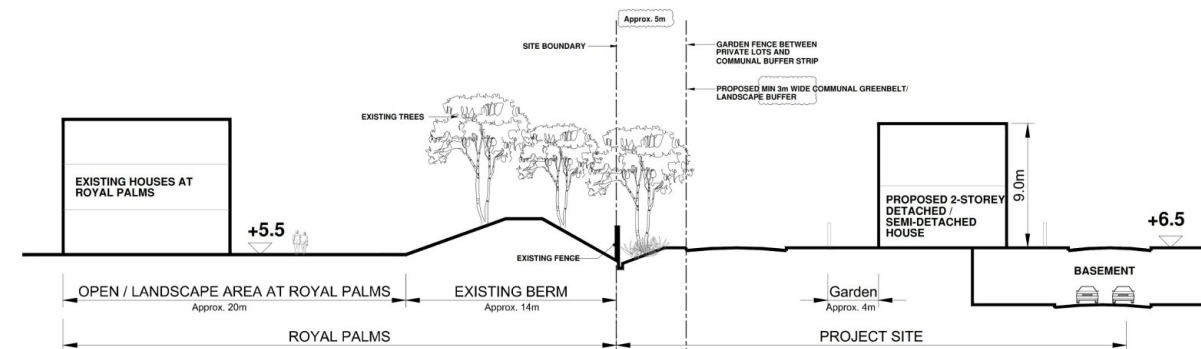 Approx. 5m
SITE BOUNDARY
GARDEN FENCE BETWEEN
PRIVATE LOTS AND
COMMUNAL BUFFER STRIP
PROPOSED MIN 3m WIDE COMMUNAL GREENBELT/
LANDSCAPE BUFFER
EXISTING TREES
EXISTING HOUSES AT
ROYAL PALMS
+5.5
EXISTING FENCE
PROPOSED 2-STOREY
DETACHED /
SEMI-DETACHED
HOUSE
9.0m
+6.5
BASEMENT
OPEN / LANDSCAPE AREA AT ROYAL PALMS
Approx. 20m
EXISTING BERM
Approx. 14m
Garden
Approx. 4m
ROYAL PALMS
PROJECT SITE